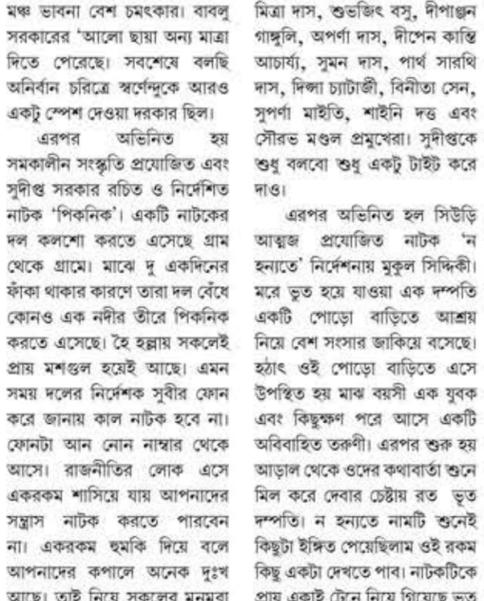 মঞ্চ ভাবনা বেশ চমৎকার। বাবলু
সরকারের ‘আলো ছায়া অন্য মাত্রা
দিতে পেরেছে। সবশেষে বলছি
অনির্বান চরিত্রে স্বর্ণেন্দুকে আরও
একটু স্পেশ দেওয়া দরকার ছিল।
এরপর অভিনিত হয়
সমকালীন সংস্কৃতি প্রযোজিত এবং
সুদীপ্ত সরকার রচিত ও নির্দেশিত
নাটক ‘পিকনিক’। একটি নাটকের
দল কলশো করতে এসেছে গ্রাম
থেকে গ্রামে। মাঝে দু একদিনের
ফাঁকা থাকার কারণে তারা দল বেঁধে
কোনও এক নদীর তীরে পিকনিক
করতে এসেছে। হৈ হল্লায় সকলেই
প্রায় মশগুল হয়েই আছে। এমন
সময় দলের নির্দেশক সুবীর ফোন
করে জানায় কাল নাটক হবে না।
ফোনটা আন নোন নাম্বার থেকে
আসে। রাজনীতির লোক এসে
একরকম শাসিয়ে যায় আপনাদের
সন্ত্রাস নাটক করতে পারবেন
না। একরকম হুমকি দিয়ে বলে
আপনাদের কপালে অনেক দুঃখ
আছে। তাই নিয়ে সকলের মনমরা
মিত্রা দাস, শুভজিৎ বসু, দীপাঞ্জন
গাঙ্গুলি, অপর্ণা দাস, দীপেন কান্তি
আচার্য্য, সুমন দাস, পার্থ সারথি
দাস, দিপ্সা চ্যাটার্জী, বিনীতা সেন,
সুপর্ণা মাইতি, শাইনি দত্ত এবং
সৌরভ মণ্ডল প্রমুখেরা। সুদীপ্তকে
শুধু বলবো শুধু একটু টাইট করে
দাও।
এরপর অভিনিত হল সিউড়ি
আত্মজ প্রযোজিত নাটক ‘ন
হন্যতে’ নির্দেশনায় মুকুল সিদ্দিকী।
মরে ভুত হয়ে যাওয়া এক দম্পতি
একটি পোড়ো বাড়িতে আশ্রয়
নিয়ে বেশ সংসার জাকিয়ে বসেছে।
হঠাৎ ওই পোড়ো বাড়িতে এসে
উপস্থিত হয় মাঝ বয়সী এক যুবক
এবং কিছুক্ষণ পরে আসে একটি
অবিবাহিত তরুণী। এরপর শুরু হয়
আড়াল থেকে ওদের কথাবার্তা শুনে
মিল করে দেবার চেষ্টায় রত ভূত
দম্পতি। ন হন্যতে নামটি শুনেই
কিছুটা ইঙ্গিত পেয়েছিলাম ওই রকম
কিছু একটা দেখতে পাব। নাটকটিকে
প্রায় একাই টেনে নিয়ে গিয়েছে ভূত